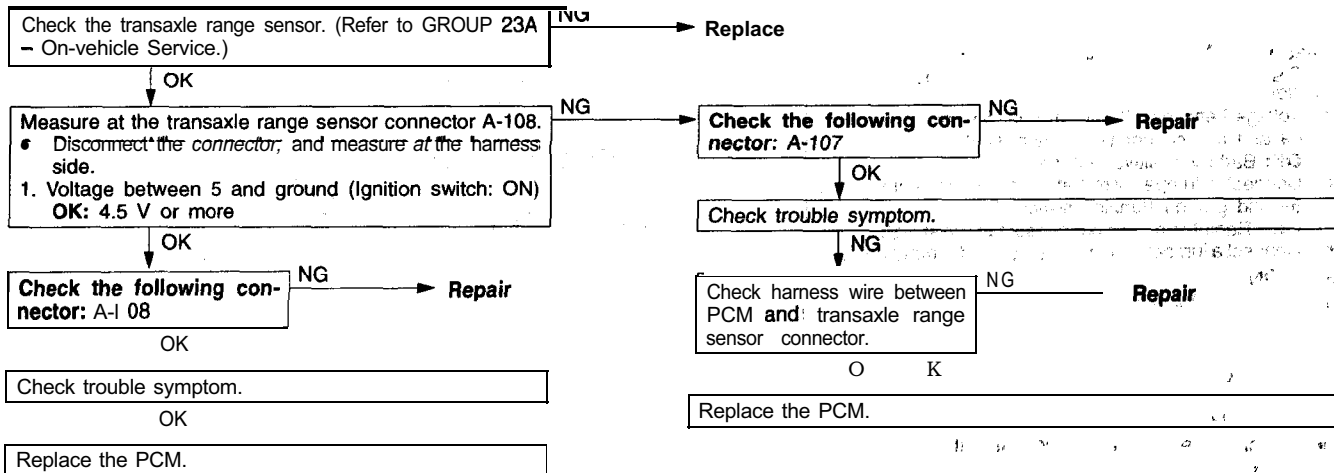 Check the transaxle range sensor. (Refer to GROUP 23A
– On-vehicle Service.)
NG
Replace
OK
Measure at the transaxle range sensor connector A-108.
• Disconnect the connector, and measure at the harness
side.
1. Voltage between 5 and ground (Ignition switch: ON)
OK: 4.5 V or more
NG
Check the following con-
nector: A-107
NG
Repair
OK
Check trouble symptom.
NG
Check harness wire between
PCM and transaxle range
sensor connector.
NG
Repair
O K
Replace the PCM.
OK
Check the following con-
nector: A-I 08
NG
Repair
OK
Check trouble symptom.
OK
Replace the PCM.